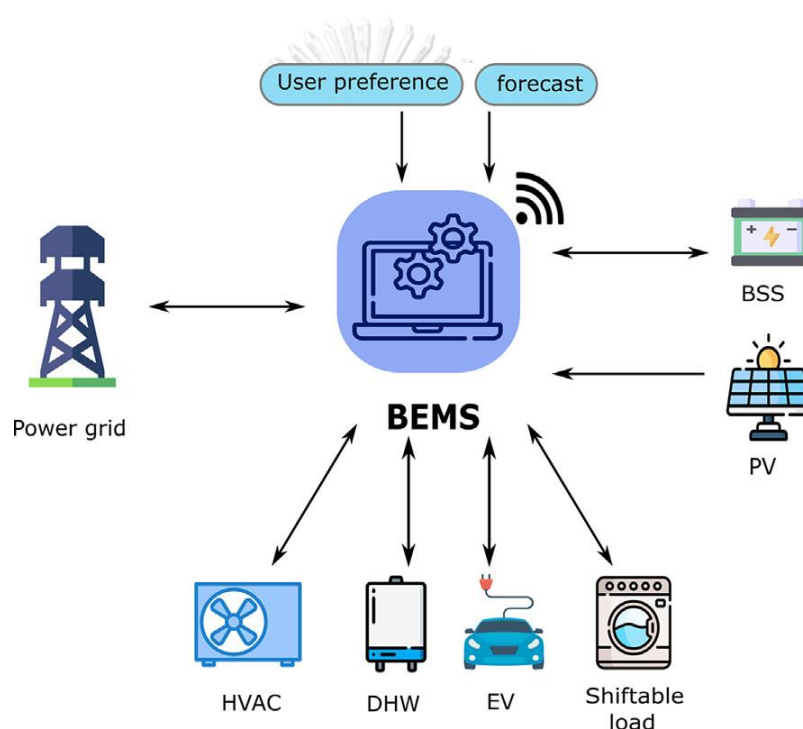 User preference
forecast
BSS
Power grid
BEMS
PV
HVAC
DHW
EV
Shiftable
load